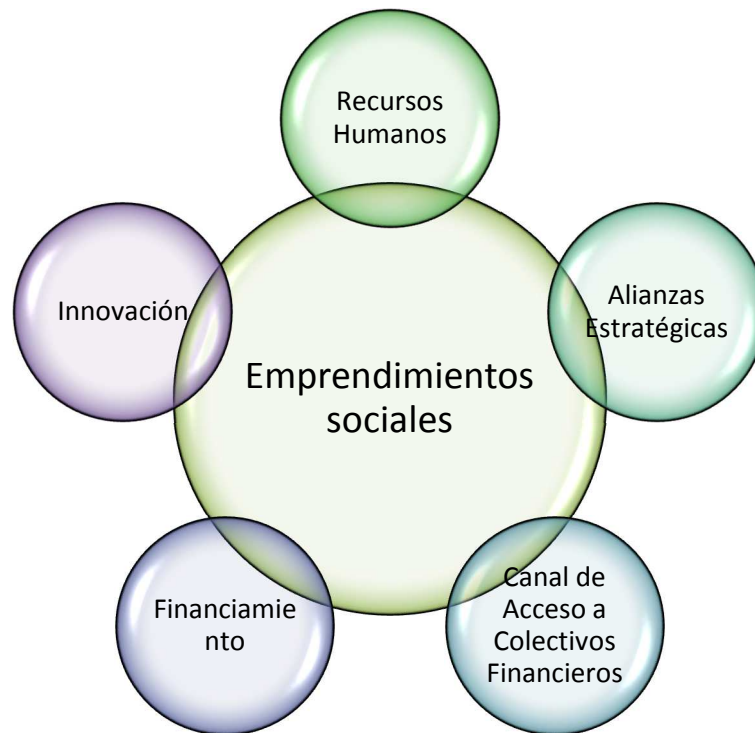 Recursos
Humanos
Innovación
Alianzas
Estratégicas
Emprendimientos
sociales
Financiamie
nto
Canal de
Acceso a
Colectivos
Financieros